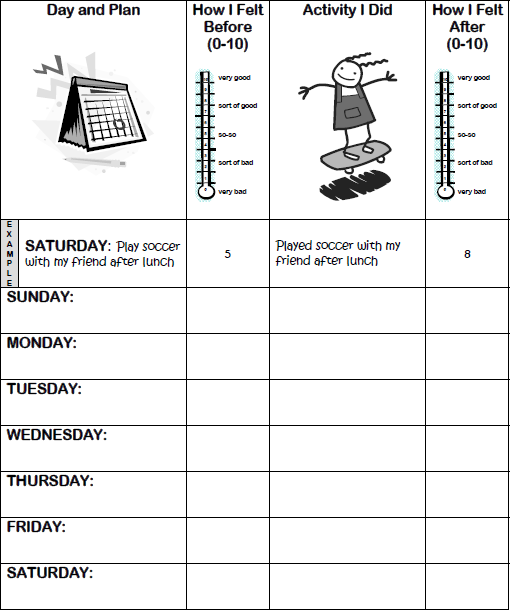 Day and Plan
How I Felt
Before
(0-10)
Activity I Did
How I Felt
After
(0-10)
very good
sort of good
so-so
sort of bad
very bad
very good
sort of good
so-so
sort of bad
very bad
EXAMPLE
SATURDAY: Play soccer
with my friend after lunch
5
Played soccer with my
friend after lunch
8
SUNDAY:
MONDAY:
TUESDAY:
WEDNESDAY:
THURSDAY:
FRIDAY:
SATURDAY: